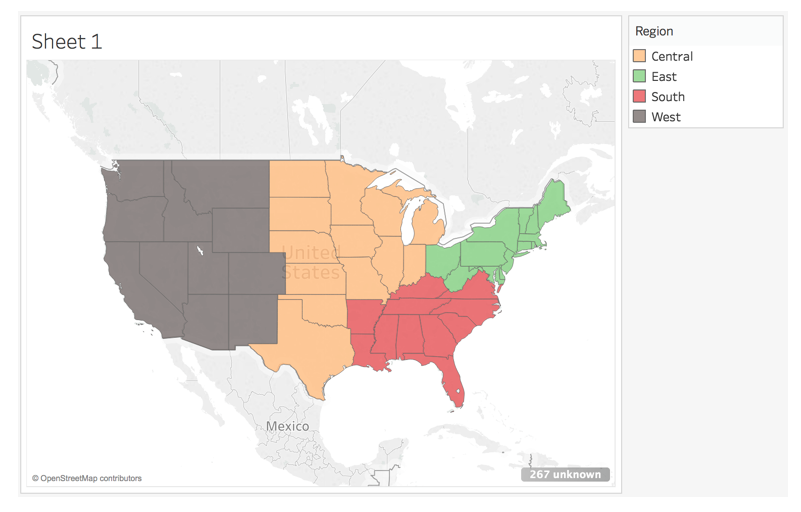 Sheet 1
United
States
Mexico
© OpenStreetMap contributors
267 unknown
Region
Central
East
South
West